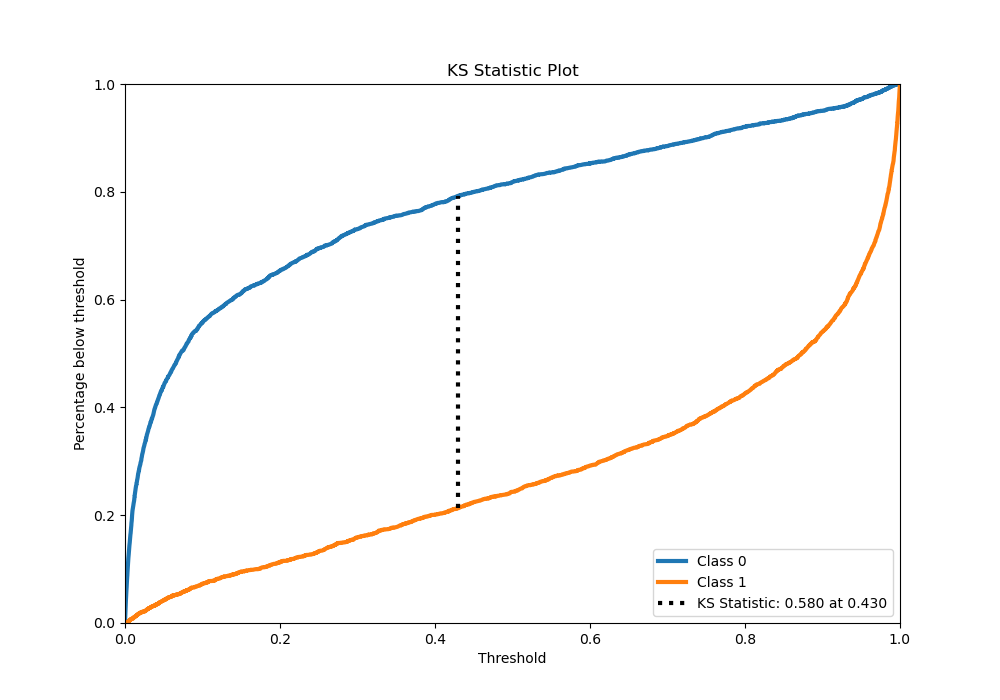 KS Statistic Plot
1.0
0.8
0.6
0.4
0.2
0.0
Percentage below threshold
0.0 0.2 0.4 0.6 0.8 1.0
Threshold
Class 0
Class 1
KS Statistic: 0.580 at 0.430